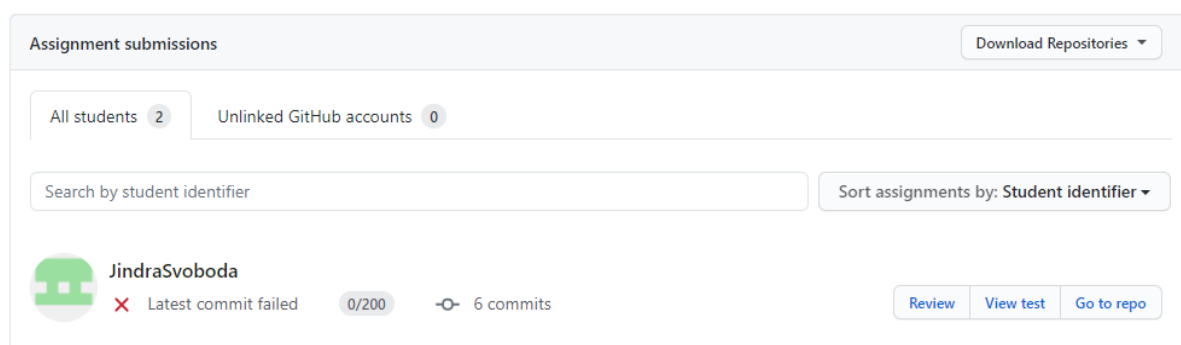 Assignment submissions Download Repositories
All students 2 Unlinked GitHub accounts 0
Search by student identifier Sort assignments by: Student identifier
JindraSvoboda
Latest commit failed 0/200 6 commits Review View test Go to repo